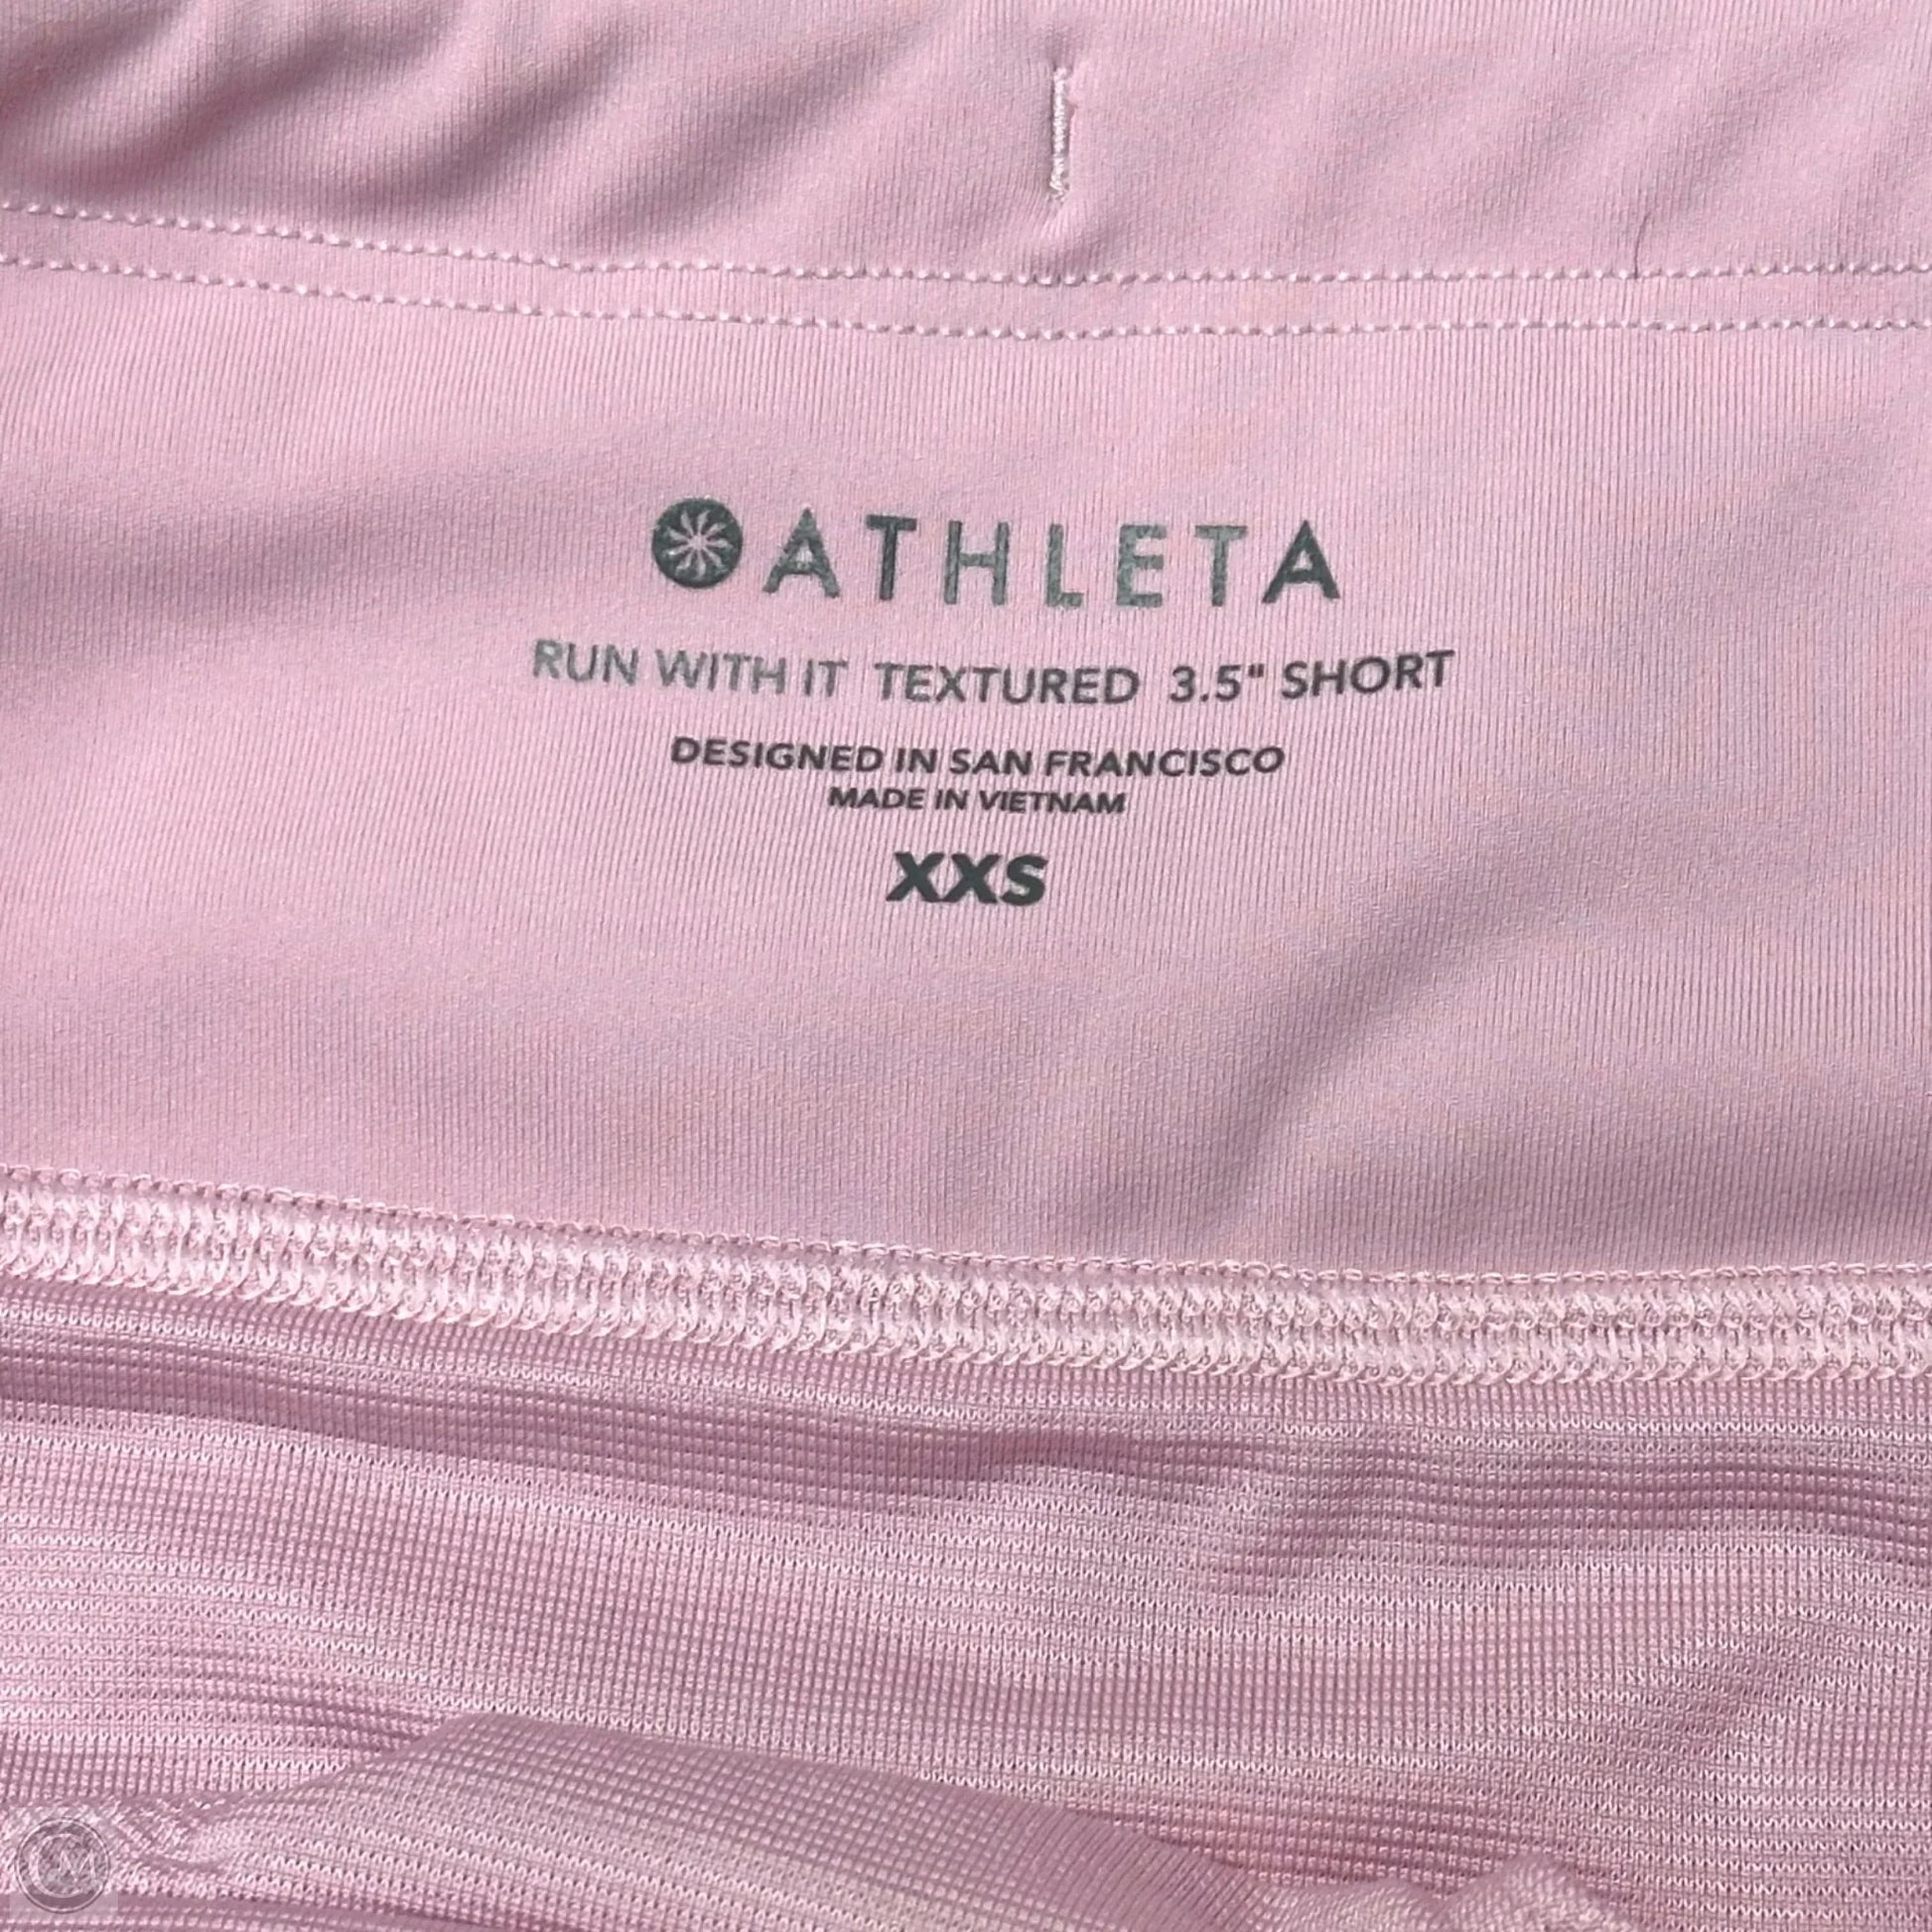 ATHLETA
RUN WITH IT TEXTURED 3.5" SHORT
DESIGNED IN SAN FRANCISCO
MADE IN VIETNAM
XXS